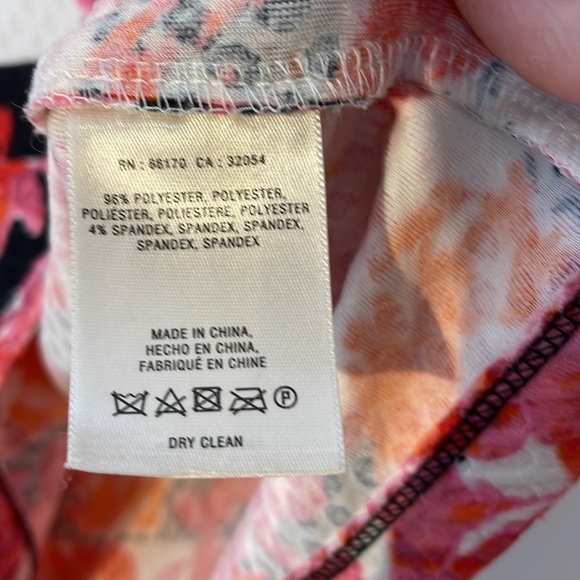 RN : 66170 CA : 32054
96% POLYESTER, POLYESTER,
POLIÉSTER, POLIESTERE, POLYESTER
4% SPANDEX, SPANDEX, SPANDEX,
SPANDEX, SPANDEX
MADE IN CHINA,
HECHO EN CHINA,
FABRIQUÉ EN CHINE
P
DRY CLEAN